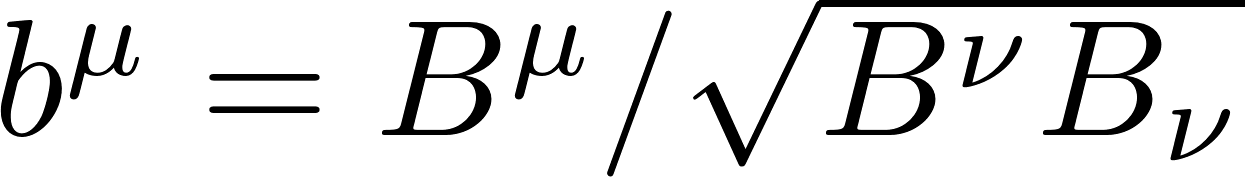 b^μ = B^μ / √(B^ν B_ν)